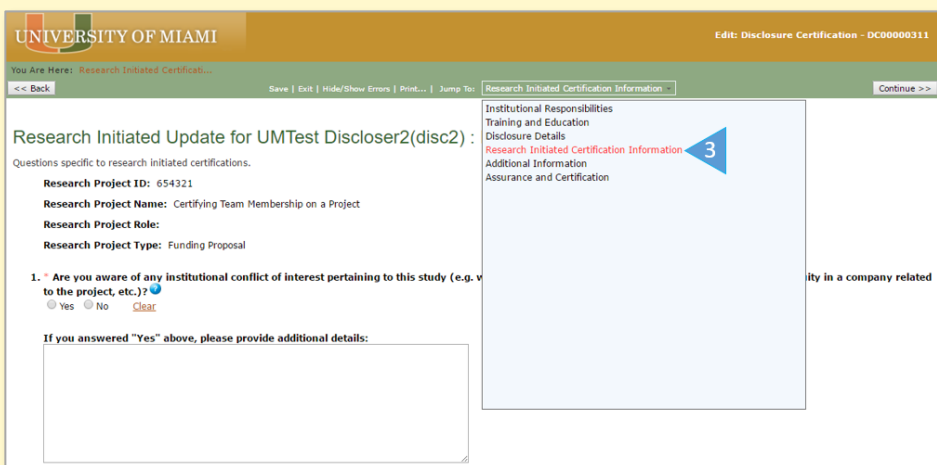 UNIVERSITY OF MIAMI
Edit: Disclosure Certification - DC00000311
You Are Here: Research Initiated Certificati...
<< Back
Save | Exit | Hide/Show Errors | Print... | Jump To: Research Initiated Certification Information
Continue >>
Institutional Responsibilities
Training and Education
Disclosure Details
Research Initiated Certification Information
3
Additional Information
Assurance and Certification
Research Initiated Update for UMTest Discloser2(disc2) :
Questions specific to research initiated certifications.
Research Project ID: 654321
Research Project Name: Certifying Team Membership on a Project
Research Project Role:
Research Project Type: Funding Proposal
1. * Are you aware of any institutional conflict of interest pertaining to this study (e.g. in a company related
to the project, etc.)? ?
Yes No Clear
If you answered "Yes" above, please provide additional details: